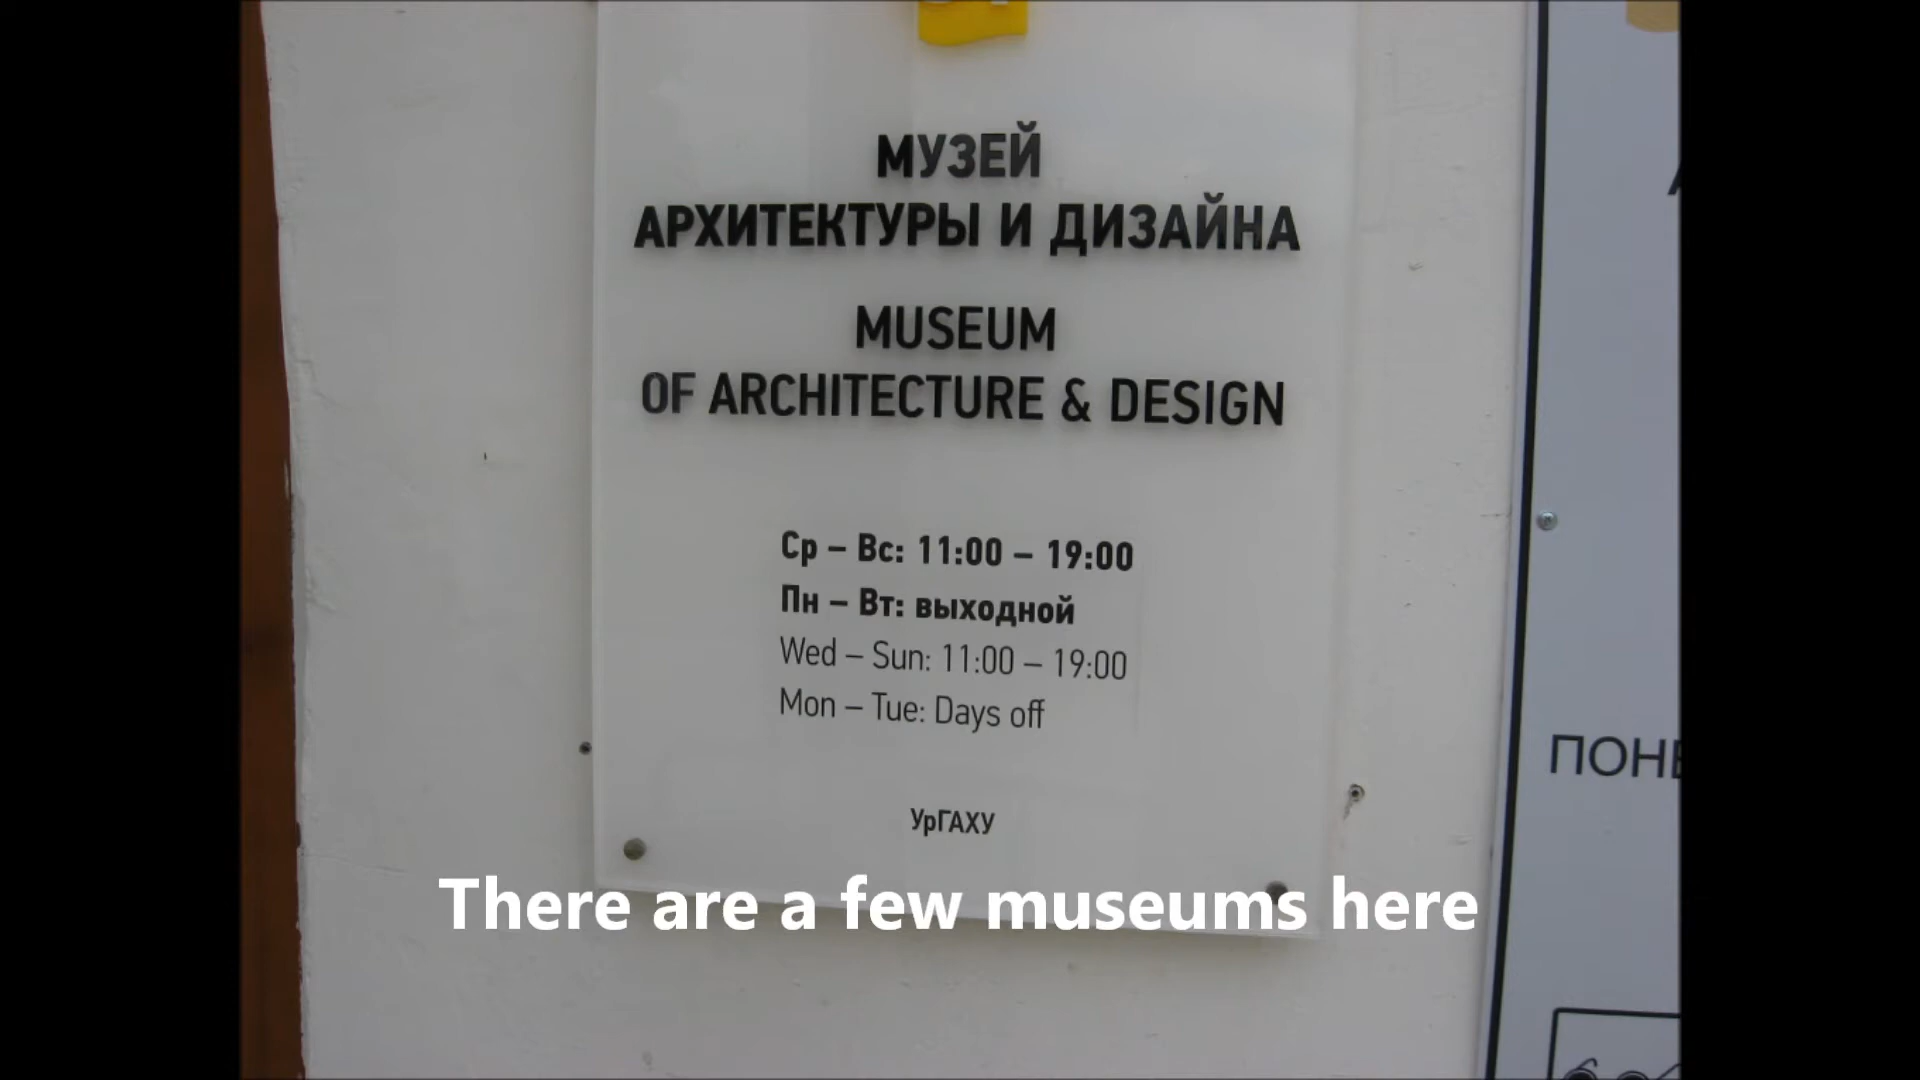 МУЗЕЙ
АРХИТЕКТУРЫ И ДИЗАЙНА
MUSEUM
OF ARCHITECTURE & DESIGN
Ср – Вс: 11:00 – 19:00
Пн – Вт: выходной
Wed – Sun: 11:00 – 19:00
Mon – Tue: Days off
УрГАХУ
There are a few museums here